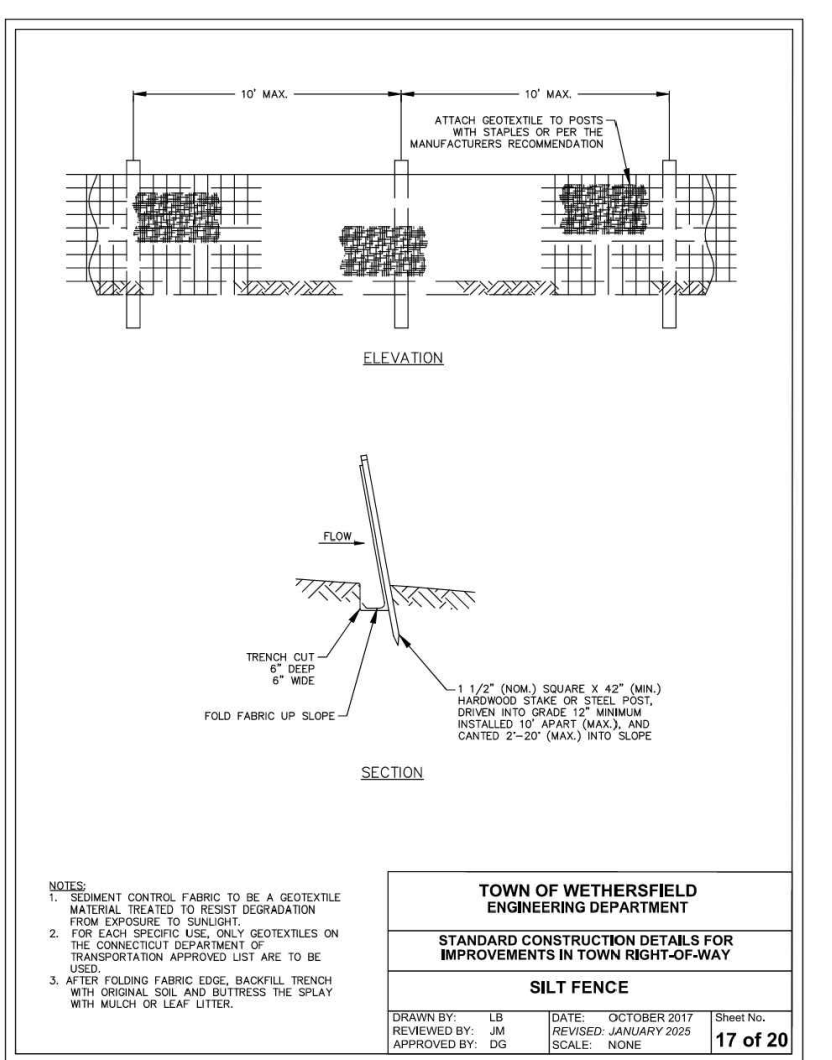 10' MAX.
10' MAX.
ATTACH GEOTEXTILE TO POSTS
WITH STAPLES OR PER THE
MANUFACTURERS RECOMMENDATION
ELEVATION
FLOW
TRENCH CUT
6" DEEP
6" WIDE
FOLD FABRIC UP SLOPE
1 1/2" (NOM.) SQUARE X 42" (MIN.)
HARDWOOD STAKE OR STEEL POST,
DRIVEN INTO GRADE 12" MINIMUM
INSTALLED 10' APART (MAX.), AND
CANTED 2°-20° (MAX.) INTO SLOPE
SECTION
NOTES:
1. SEDIMENT CONTROL FABRIC TO BE A GEOTEXTILE
MATERIAL TREATED TO RESIST DEGRADATION
FROM EXPOSURE TO SUNLIGHT.
2. FOR EACH SPECIFIC USE, ONLY GEOTEXTILES ON
THE CONNECTICUT DEPARTMENT OF
TRANSPORTATION APPROVED LIST ARE TO BE
USED.
3. AFTER FOLDING FABRIC EDGE, BACKFILL TRENCH
WITH ORIGINAL SOIL AND BUTTRESS THE SPLAY
WITH MULCH OR LEAF LITTER.
TOWN OF WETHERSFIELD
ENGINEERING DEPARTMENT
STANDARD CONSTRUCTION DETAILS FOR
IMPROVEMENTS IN TOWN RIGHT-OF-WAY
SILT FENCE
DRAWN BY: LB
REVIEWED BY: JM
APPROVED BY: DG
DATE: OCTOBER 2017
REVISED: JANUARY 2025
SCALE: NONE
Sheet No.
17 of 20